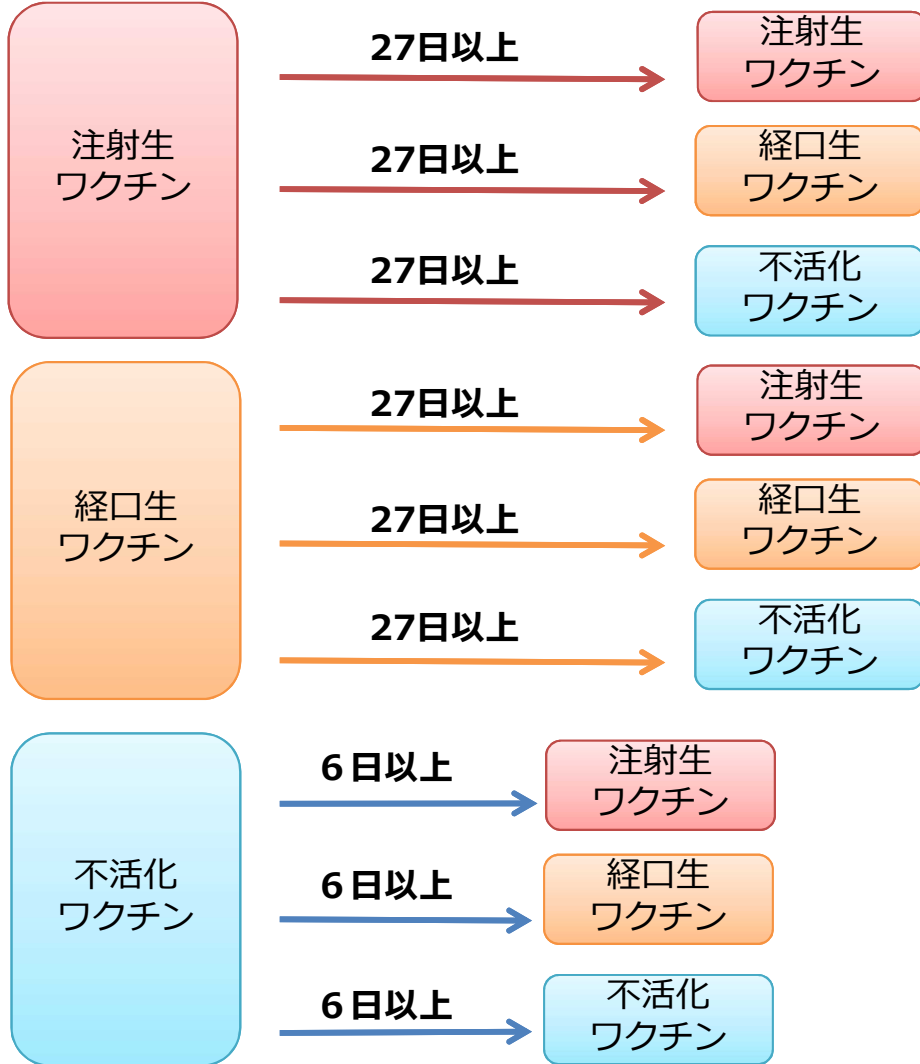 注射生
ワクチン
27日以上
注射生
ワクチン
27日以上
経口生
ワクチン
27日以上
不活化
ワクチン
経口生
ワクチン
27日以上
注射生
ワクチン
27日以上
経口生
ワクチン
27日以上
不活化
ワクチン
不活化
ワクチン
6日以上
注射生
ワクチン
6日以上
経口生
ワクチン
6日以上
不活化
ワクチン